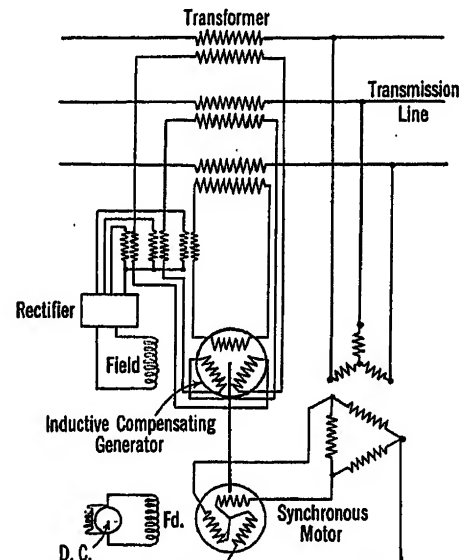 Transformer
Transmission
Line
Rectifier
Field
Inductive Compensating
Generator
Fd.
D. C.
Synchronous
Motor